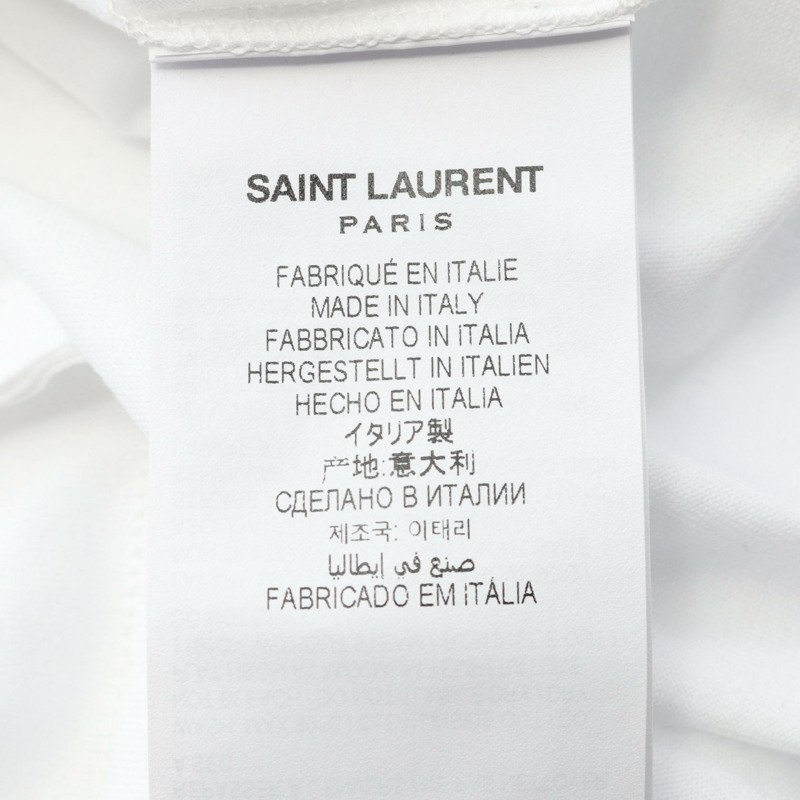 SAINT LAURENT
PARIS
FABRIQUÉ EN ITALIE
MADE IN ITALY
FABBRICATO IN ITALIA
HERGESTELLT IN ITALIEN
HECHO EN ITALIA
イタリア製
产地:意大利
СДЕЛАНО В ИТАЛИИ
제조국: 이태리
صنع في إيطاليا
FABRICADO EM ITÁLIA